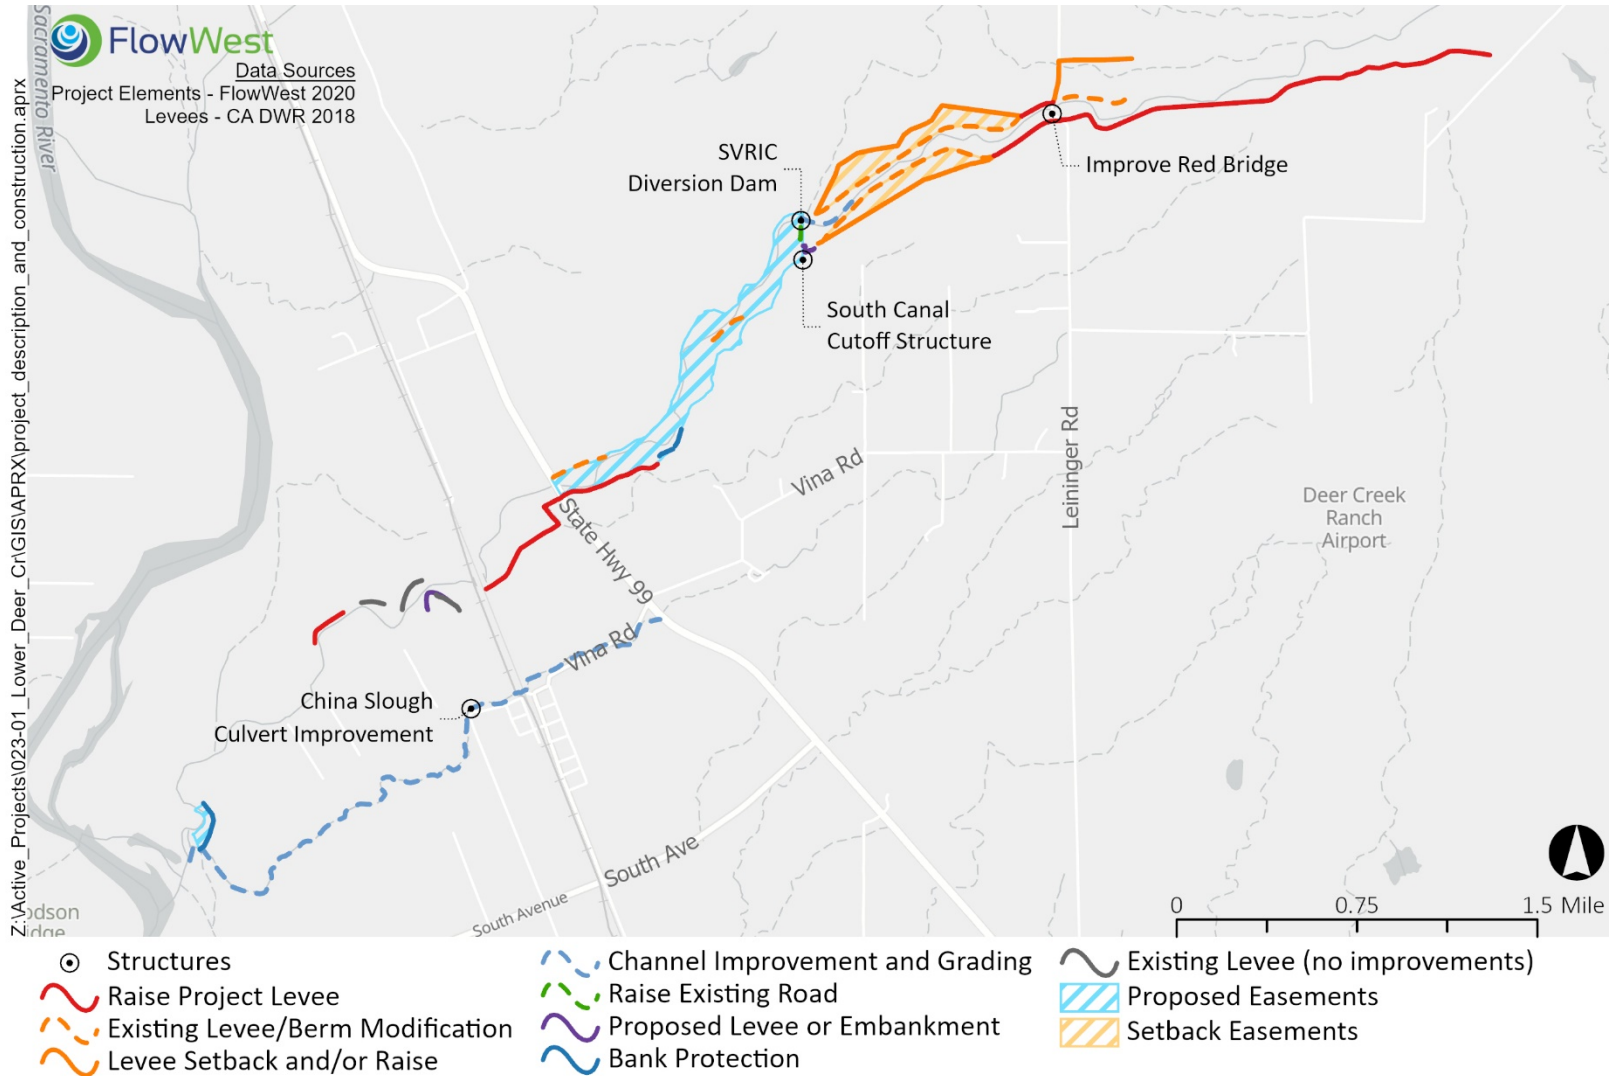 FlowWest
Data Sources
Project Elements - FlowWest 2020
Levees - CA DWR 2018
Z:\Active_Projects\023-01_Lower_Deer_Cr\GIS\APRX\project_description_and_construction.aprx
Sacramento River
SVRIC
Diversion Dam
Improve Red Bridge
South Canal
Cutoff Structure
Leininger Rd
Vina Rd
Deer Creek
Ranch
Airport
State Hwy 99
Vina Rd
China Slough
Culvert Improvement
South Ave
South Avenue
0 0.75 1.5 Mile
Structures
Raise Project Levee
Existing Levee/Berm Modification
Levee Setback and/or Raise
Channel Improvement and Grading
Raise Existing Road
Proposed Levee or Embankment
Bank Protection
Existing Levee (no improvements)
Proposed Easements
Setback Easements